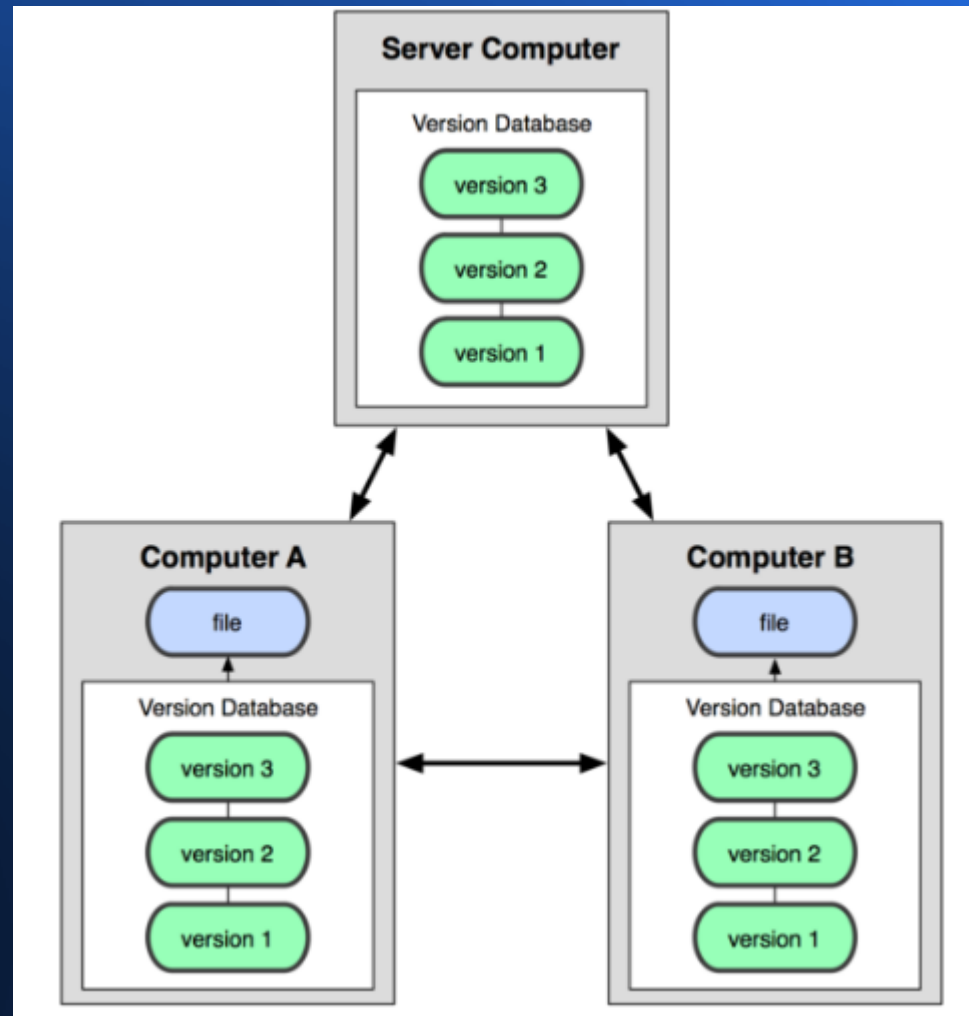 Server Computer
Version Database
version 3
version 2
version 1
Computer A
file
Version Database
version 3
version 2
version 1
Computer B
file
Version Database
version 3
version 2
version 1